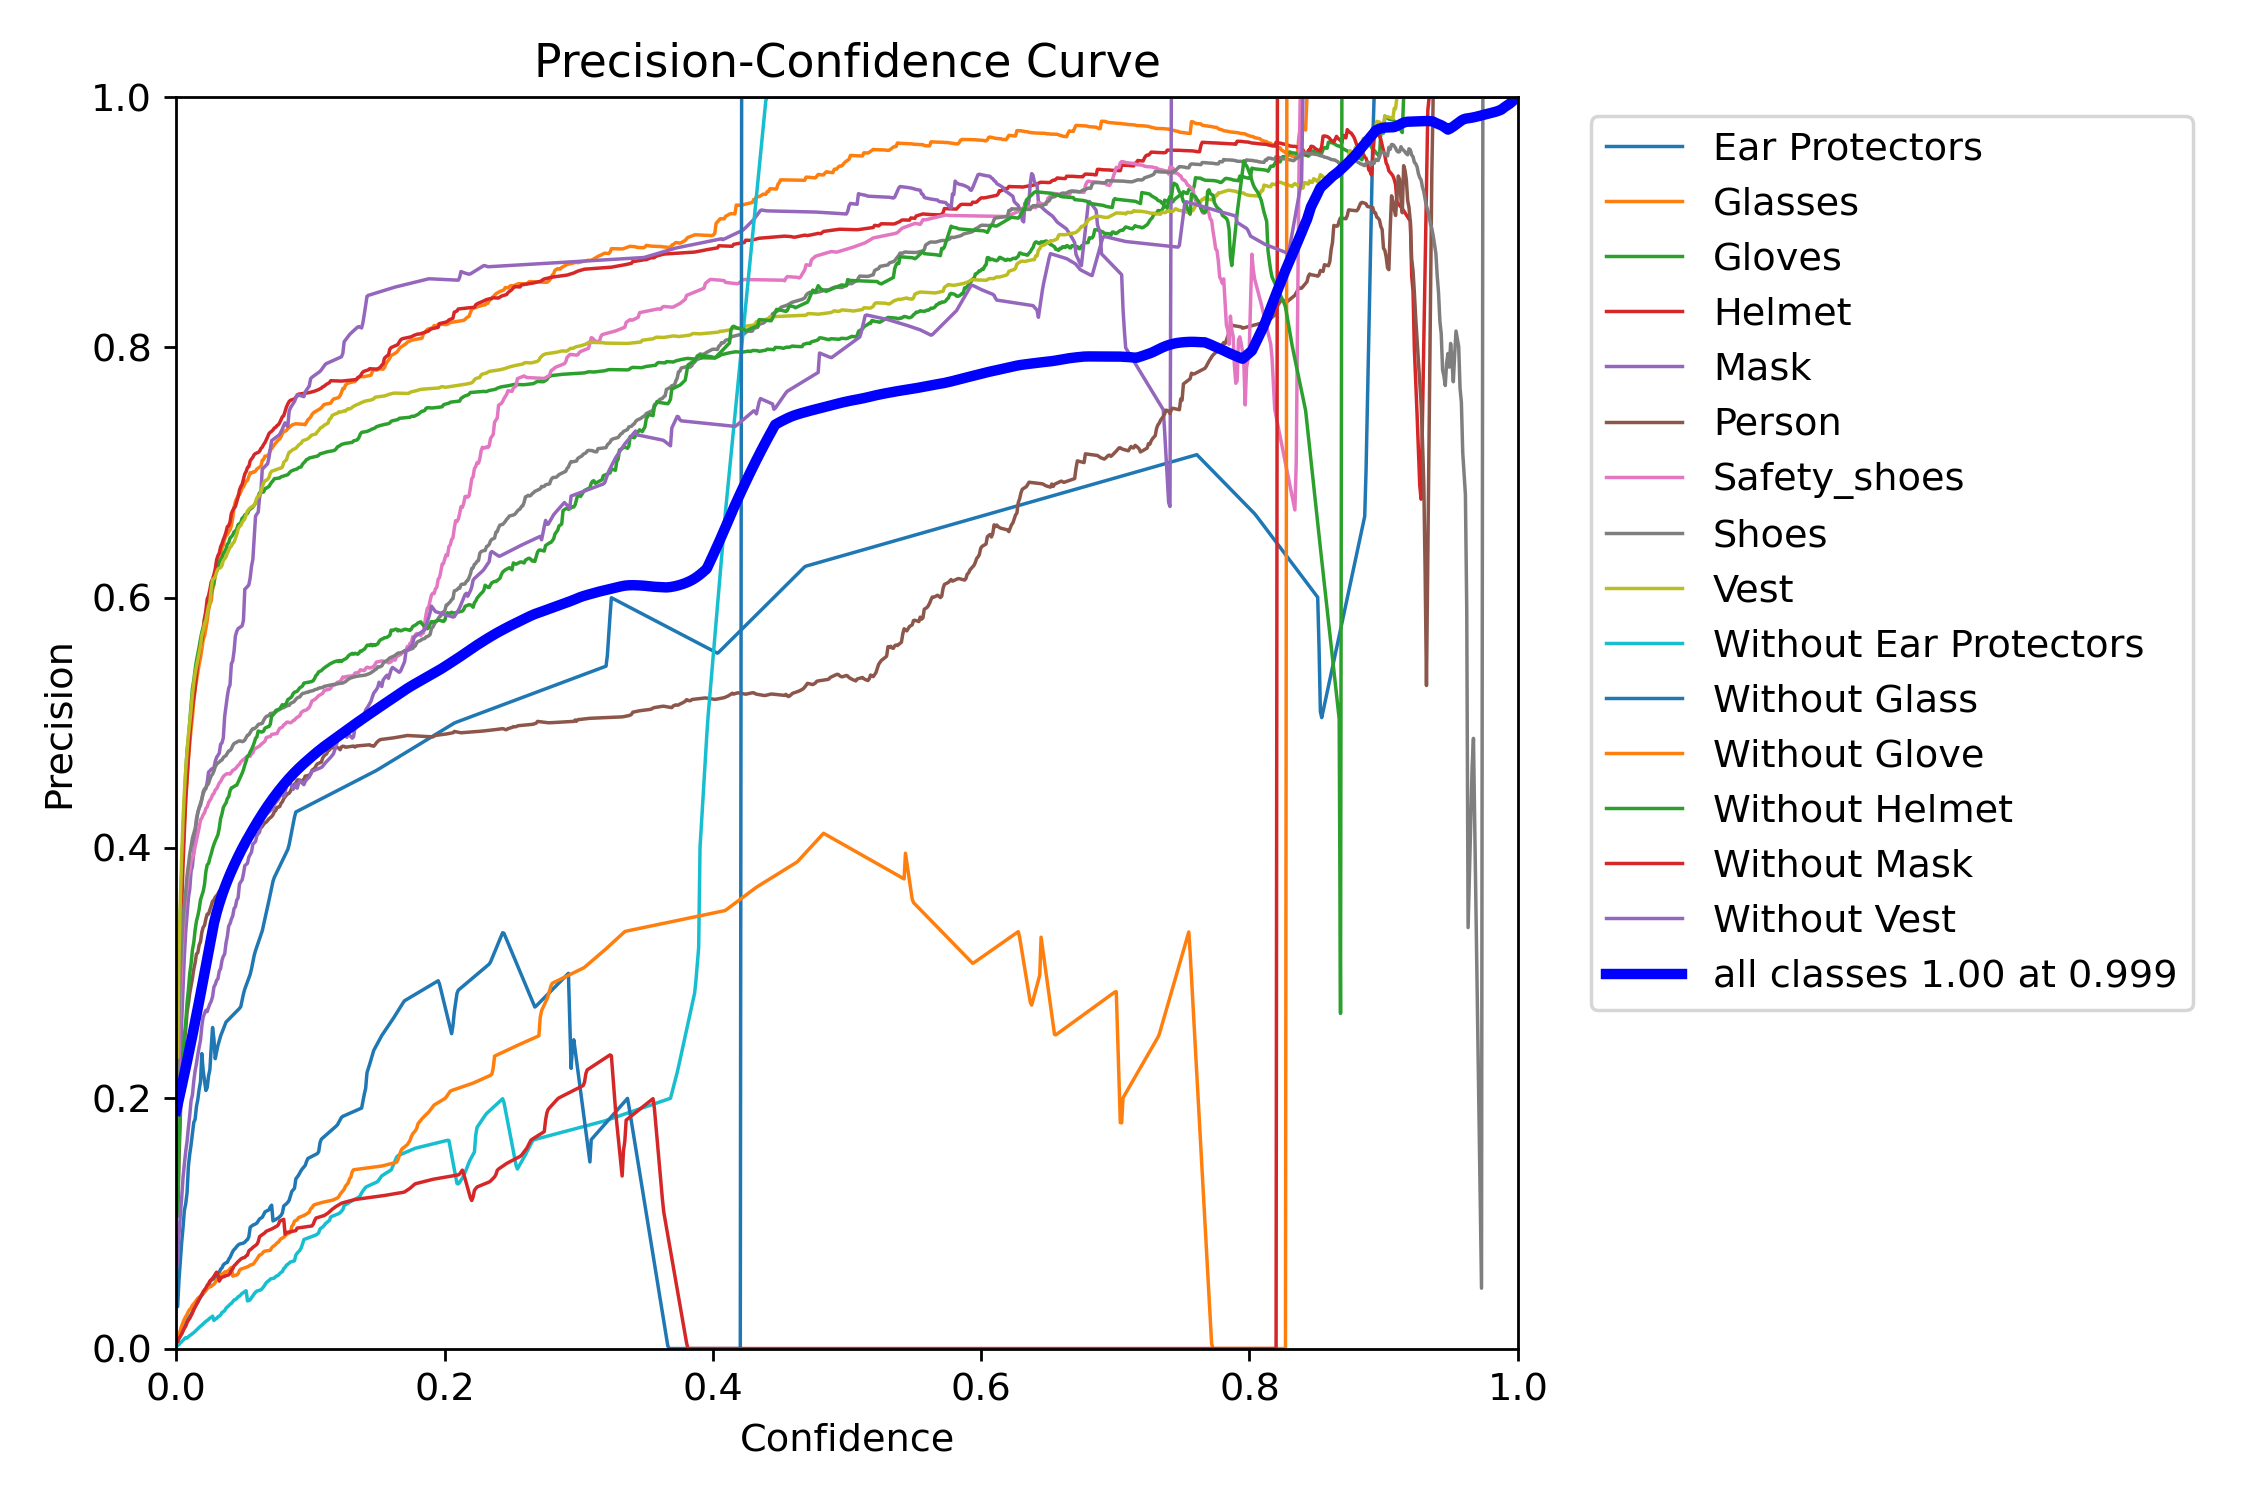 Precision-Confidence Curve
1.0
0.8
0.6
0.4
0.2
0.0
Precision
0.0 0.2 0.4 0.6 0.8 1.0
Confidence
Ear Protectors
Glasses
Gloves
Helmet
Mask
Person
Safety_shoes
Shoes
Vest
Without Ear Protectors
Without Glass
Without Glove
Without Helmet
Without Mask
Without Vest
all classes 1.00 at 0.999